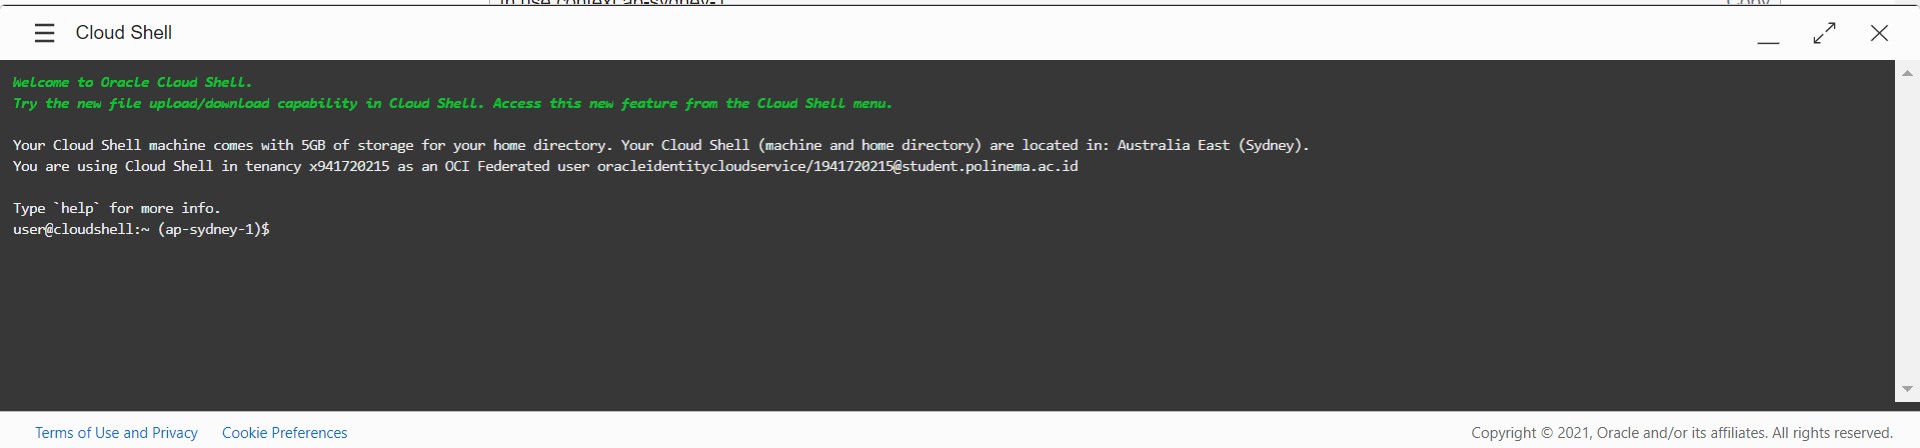 Cloud Shell
Welcome to Oracle Cloud Shell.
Try the new file upload/download capability in Cloud Shell. Access this new feature from the Cloud Shell menu.
Your Cloud Shell machine comes with 5GB of storage for your home directory. Your Cloud Shell (machine and home directory) are located in: Australia East (Sydney).
You are using Cloud Shell in tenancy x941720215 as an OCI Federated user oracleidentitycloudservice/1941720215@student.polinema.ac.id
Type `help` for more info.
user@cloudshell:~ (ap-sydney-1)$
Terms of Use and Privacy Cookie Preferences Copyright © 2021, Oracle and/or its affiliates. All rights reserved.